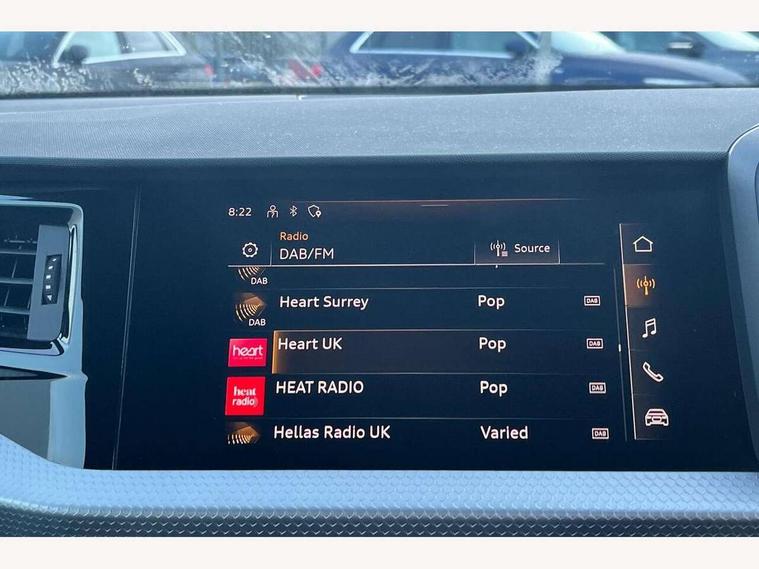 8:22
Radio
DAB/FM
Source
DAB
Heart Surrey Pop DAB
DAB
heart Heart UK Pop DAB
heat radio HEAT RADIO Pop DAB
Hellas Radio UK Varied DAB